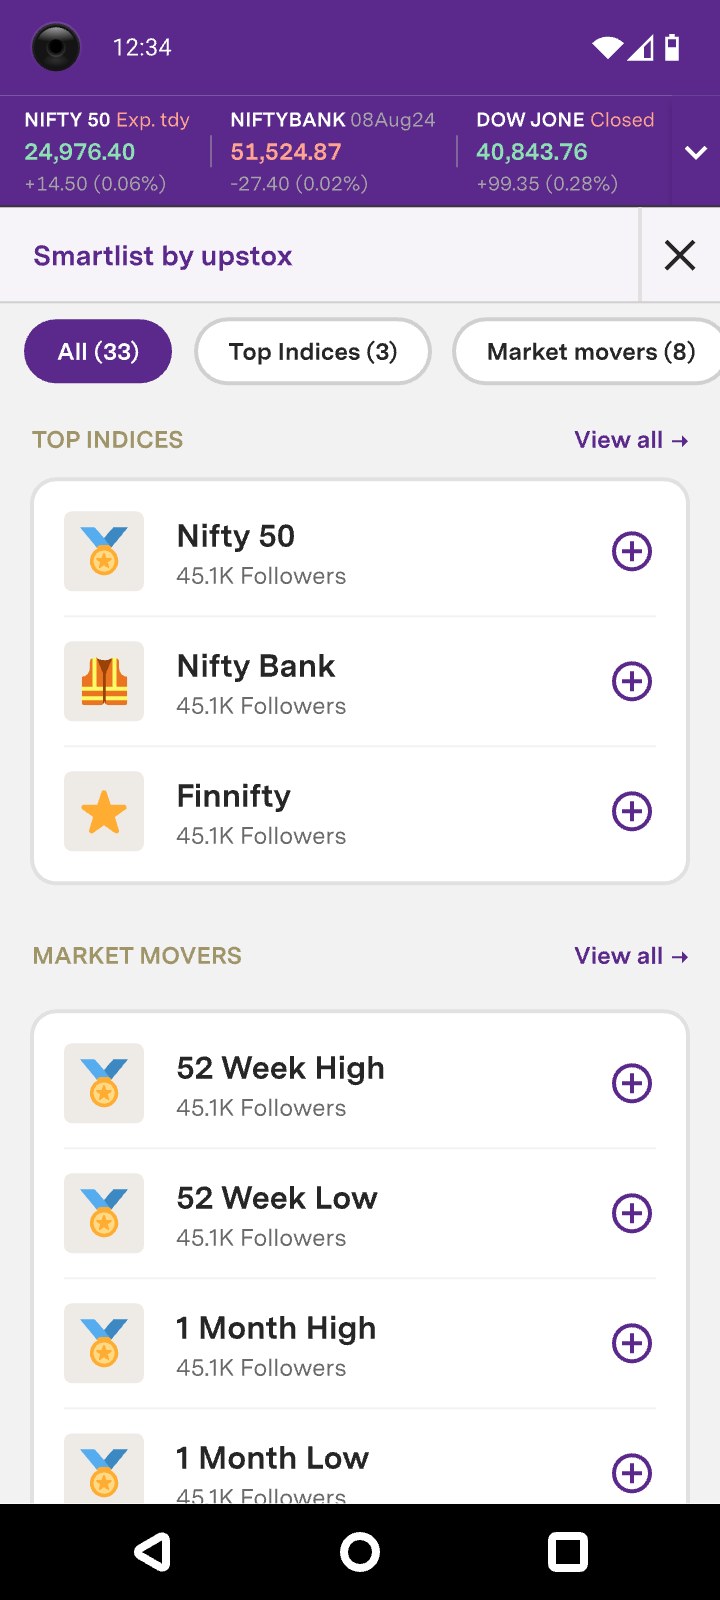 12:34
NIFTY 50 Exp. tdy
24,976.40
+14.50 (0.06%)
NIFTYBANK 08Aug24
51,524.87
-27.40 (0.02%)
DOW JONE Closed
40,843.76
+99.35 (0.28%)
Smartlist by upstox
All (33)
Top Indices (3)
Market movers (8)
TOP INDICES
View all →
Nifty 50
45.1K Followers
Nifty Bank
45.1K Followers
Finnifty
45.1K Followers
MARKET MOVERS
View all →
52 Week High
45.1K Followers
52 Week Low
45.1K Followers
1 Month High
45.1K Followers
1 Month Low
45.1K Followers